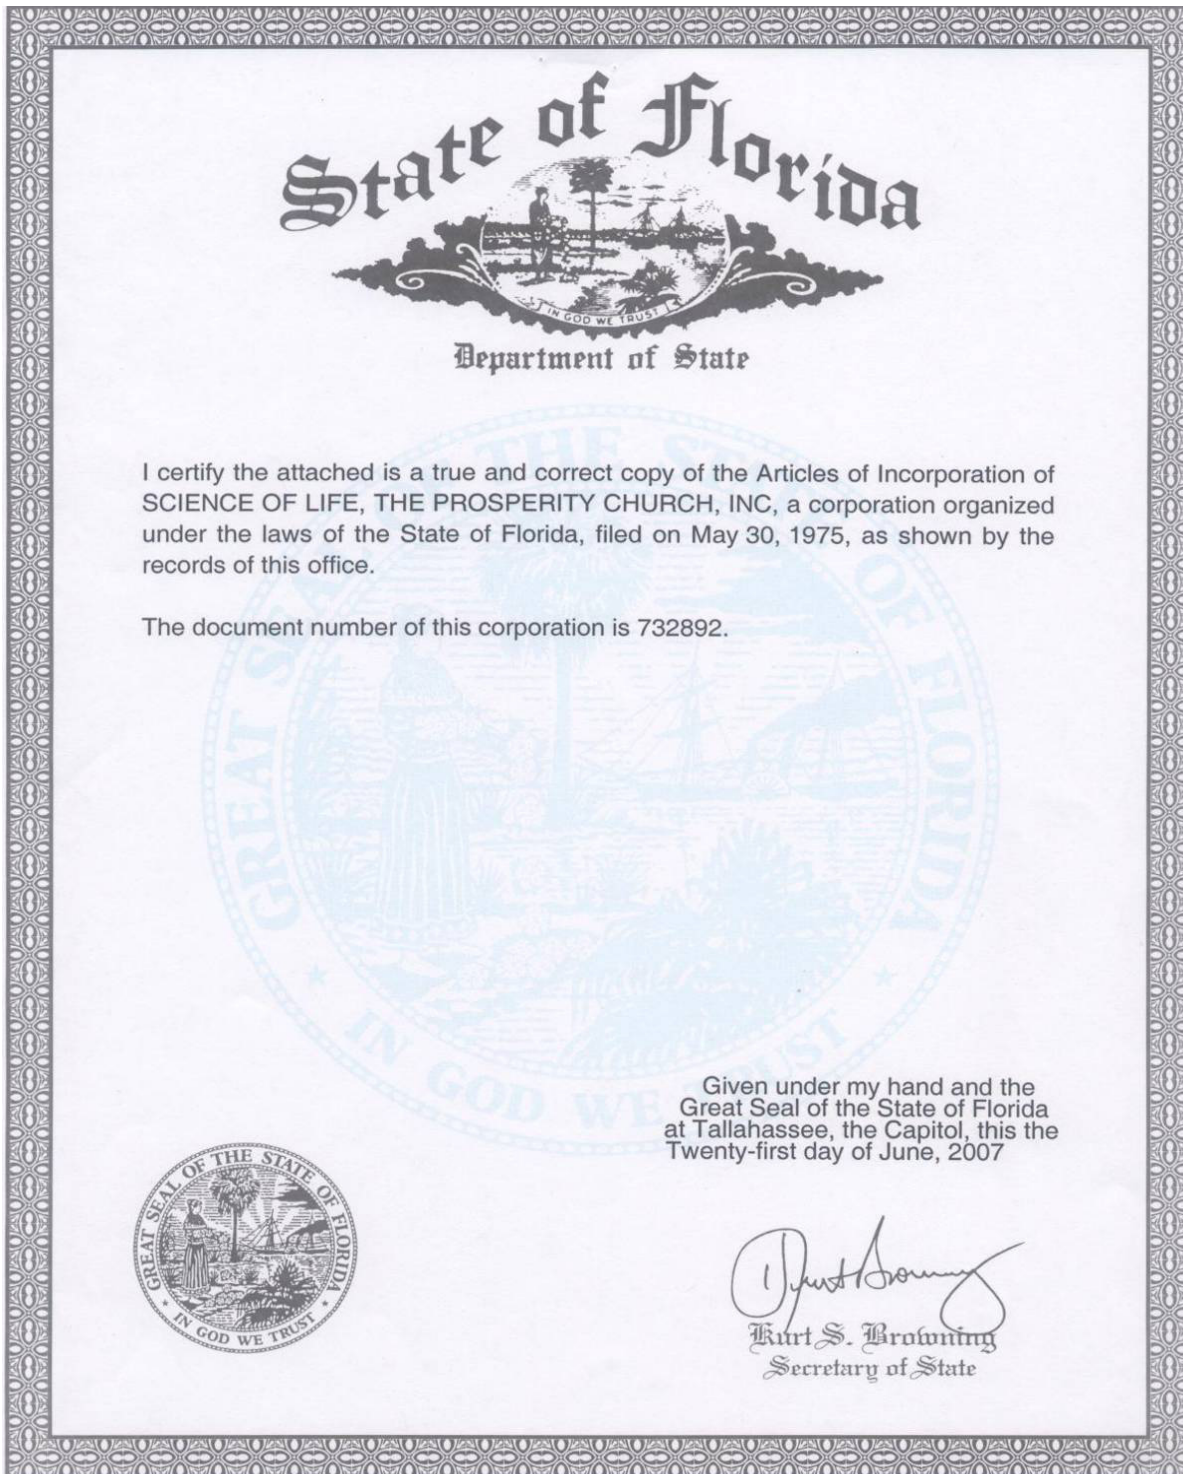 State of Florida
IN GOD WE TRUST
Department of State
I certify the attached is a true and correct copy of the Articles of Incorporation of
SCIENCE OF LIFE, THE PROSPERITY CHURCH, INC, a corporation organized
under the laws of the State of Florida, filed on May 30, 1975, as shown by the
records of this office.
The document number of this corporation is 732892.
GREAT SEAL OF THE STATE OF FLORIDA
IN GOD WE TRUST
Given under my hand and the
Great Seal of the State of Florida
at Tallahassee, the Capitol, this the
Twenty-first day of June, 2007
GREAT SEAL OF THE STATE OF FLORIDA
IN GOD WE TRUST
Kurt S. Browning
Kurt S. Browning
Secretary of State